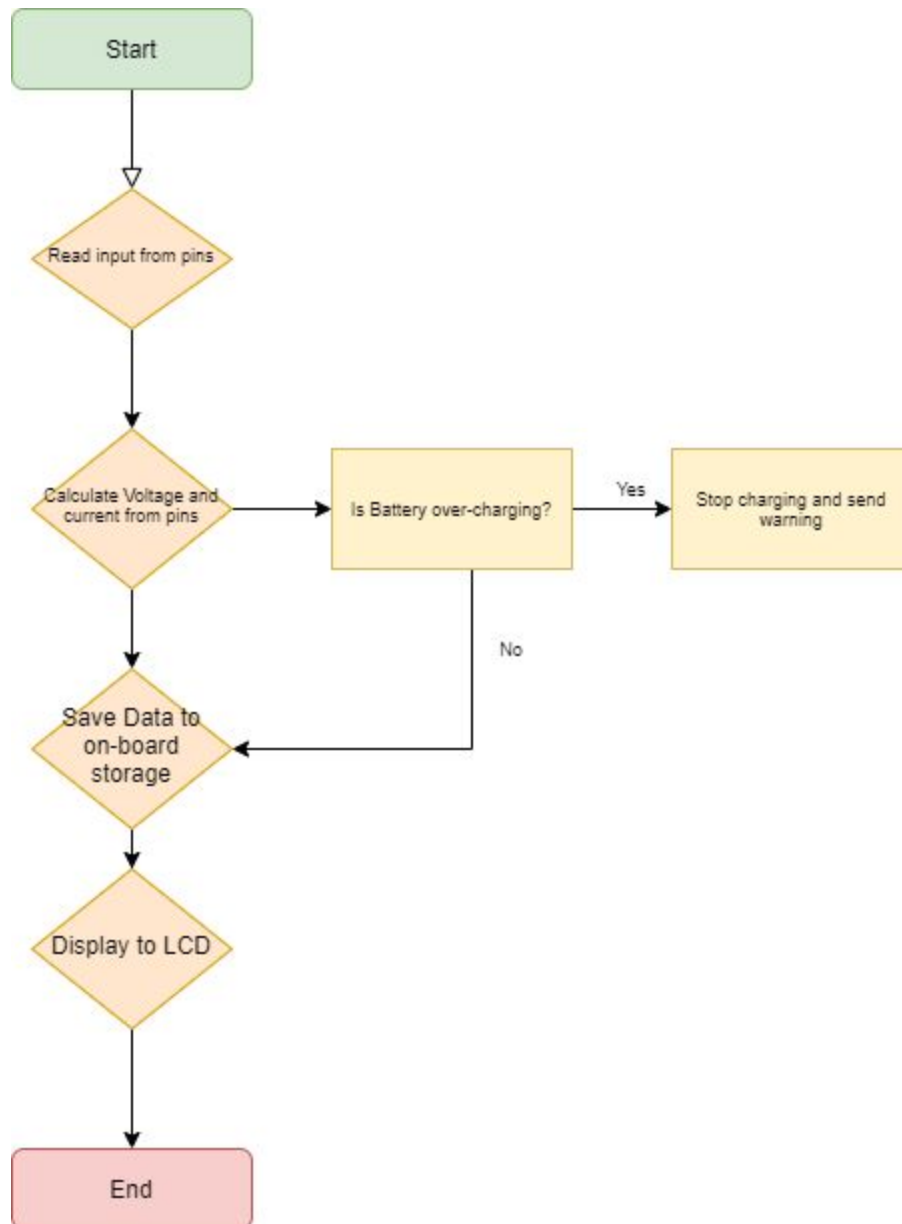 Start
Read input from pins
Calculate Voltage and
current from pins
Is Battery over-charging?
Yes
Stop charging and send
warning
No
Save Data to
on-board
storage
Display to LCD
End